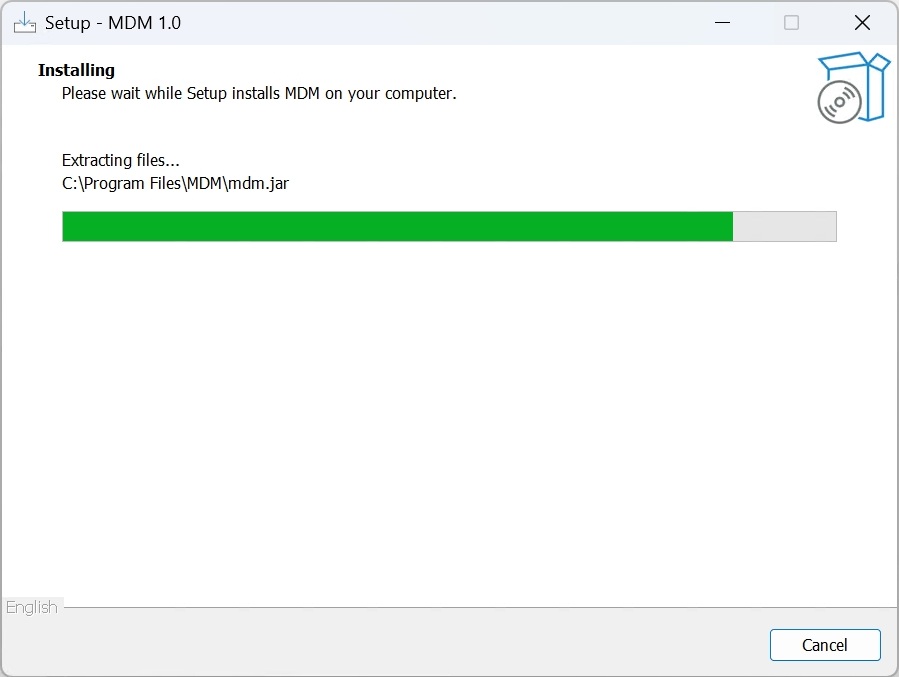 Setup - MDM 1.0
Installing
Please wait while Setup installs MDM on your computer.
Extracting files...
C:\Program Files\MDM\mdm.jar
English
Cancel